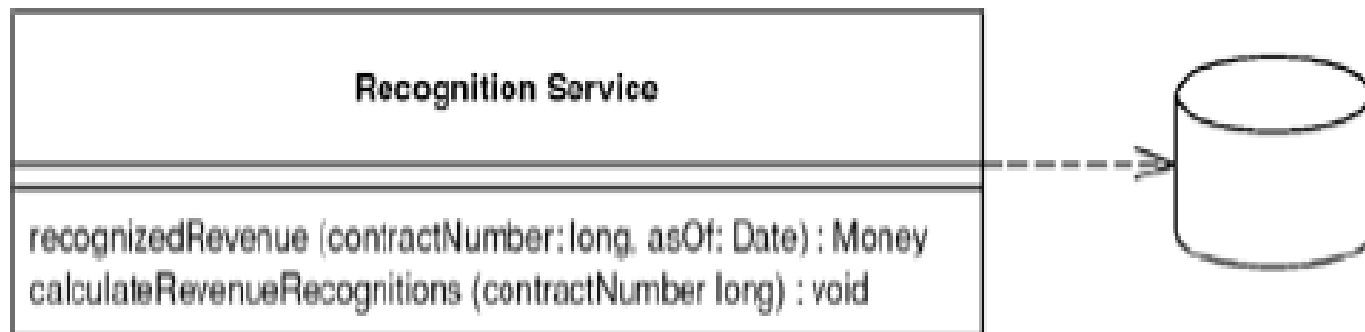 Recognition Service
recognizedRevenue (contractNumber: long, asOf: Date) : Money
calculateRevenueRecognitions (contractNumber long) : void